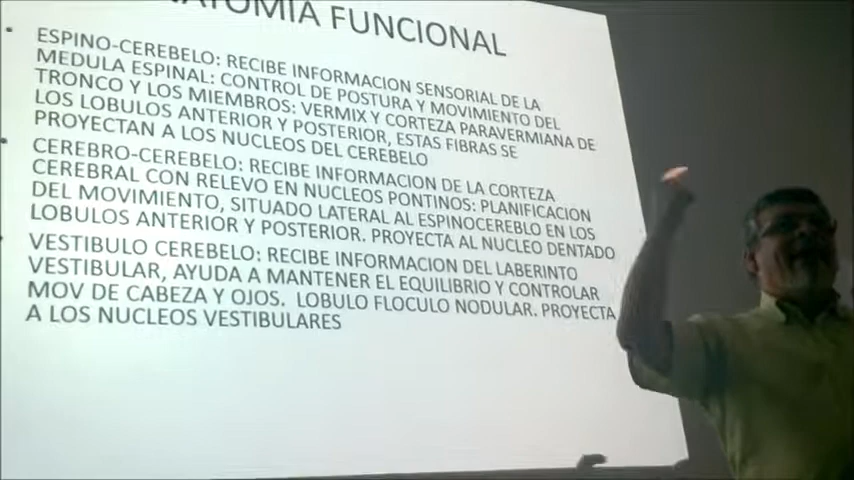 ANATOMIA FUNCIONAL
ESPINO-CEREBELO: RECIBE INFORMACION SENSORIAL DE LA
MEDULA ESPINAL: CONTROL DE POSTURA Y MOVIMIENTO DEL
TRONCO Y LOS MIEMBROS: VERMIX Y CORTEZA PARAVERMIANA DE
LOS LOBULOS ANTERIOR Y POSTERIOR, ESTAS FIBRAS SE
PROYECTAN A LOS NUCLEOS DEL CEREBELO
CEREBRO-CEREBELO: RECIBE INFORMACION DE LA CORTEZA
CEREBRAL CON RELEVO EN NUCLEOS PONTINOS: PLANIFICACION
DEL MOVIMIENTO, SITUADO LATERAL AL ESPINOCEREBLO EN LOS
LOBULOS ANTERIOR Y POSTERIOR. PROYECTA AL NUCLEO DENTADO
VESTIBULO CEREBELO: RECIBE INFORMACION DEL LABERINTO
VESTIBULAR, AYUDA A MANTENER EL EQUILIBRIO Y CONTROLAR
MOV DE CABEZA Y OJOS. LOBULO FLOCULO NODULAR. PROYECTA
A LOS NUCLEOS VESTIBULARES